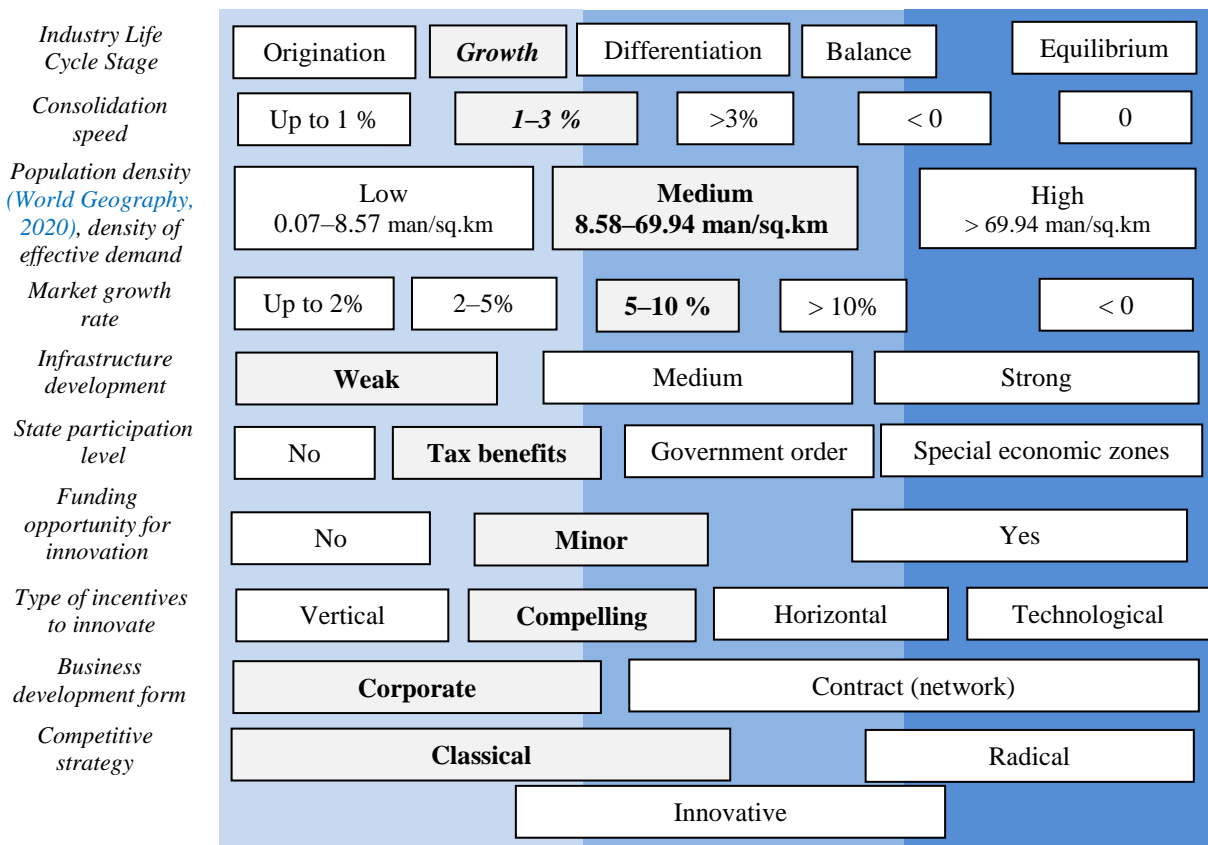 Industry Life
Cycle Stage
Origination
Growth
Differentiation
Balance
Equilibrium
Consolidation
speed
Up to 1 %
1–3 %
>3%
< 0
0
Population density
(World Geography,
2020), density of
effective demand
Low
0.07–8.57 man/sq.km
Medium
8.58–69.94 man/sq.km
High
> 69.94 man/sq.km
Market growth
rate
Up to 2%
2–5%
5–10 %
> 10%
< 0
Infrastructure
development
Weak
Medium
Strong
State participation
level
No
Tax benefits
Government order
Special economic zones
Funding
opportunity for
innovation
No
Minor
Yes
Type of incentives
to innovate
Vertical
Compelling
Horizontal
Technological
Business
development form
Corporate
Contract (network)
Competitive
strategy
Classical
Radical
Innovative